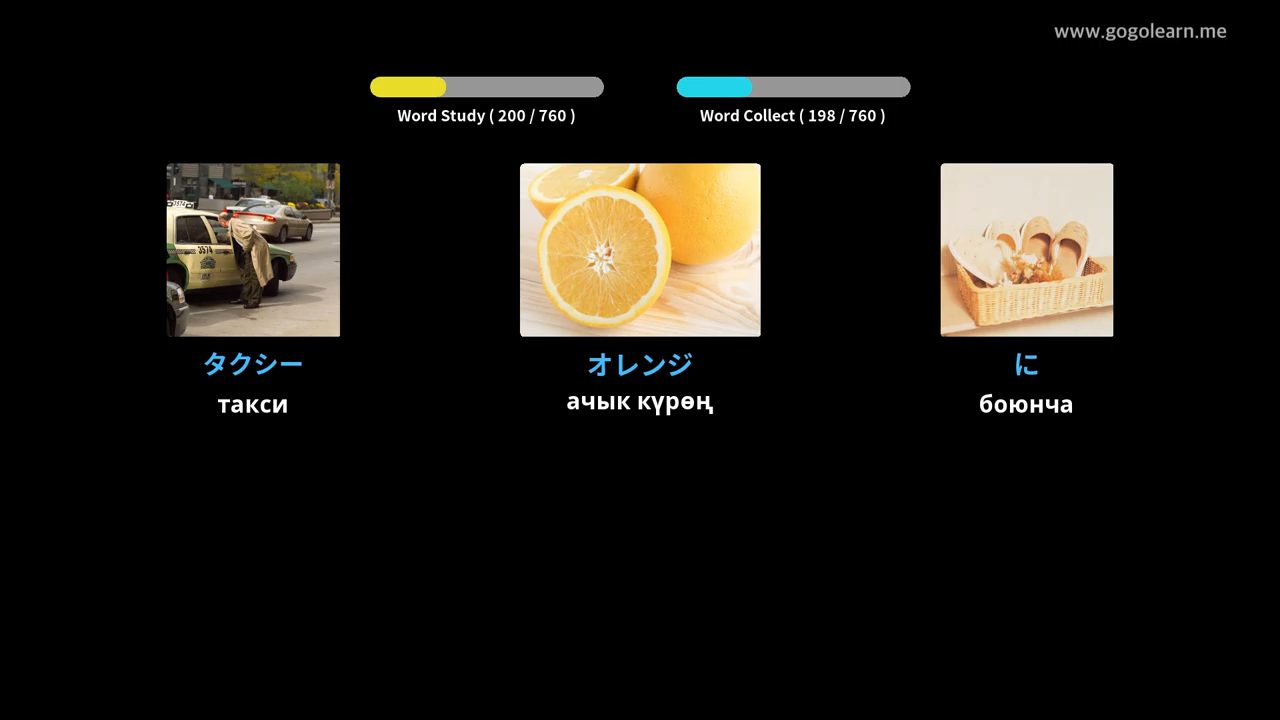 www.gogolearn.me
Word Study ( 200 / 760 )
Word Collect ( 198 / 760 )
3574
タクシー
такси
オレンジ
ачык күрөң
に
боюнча